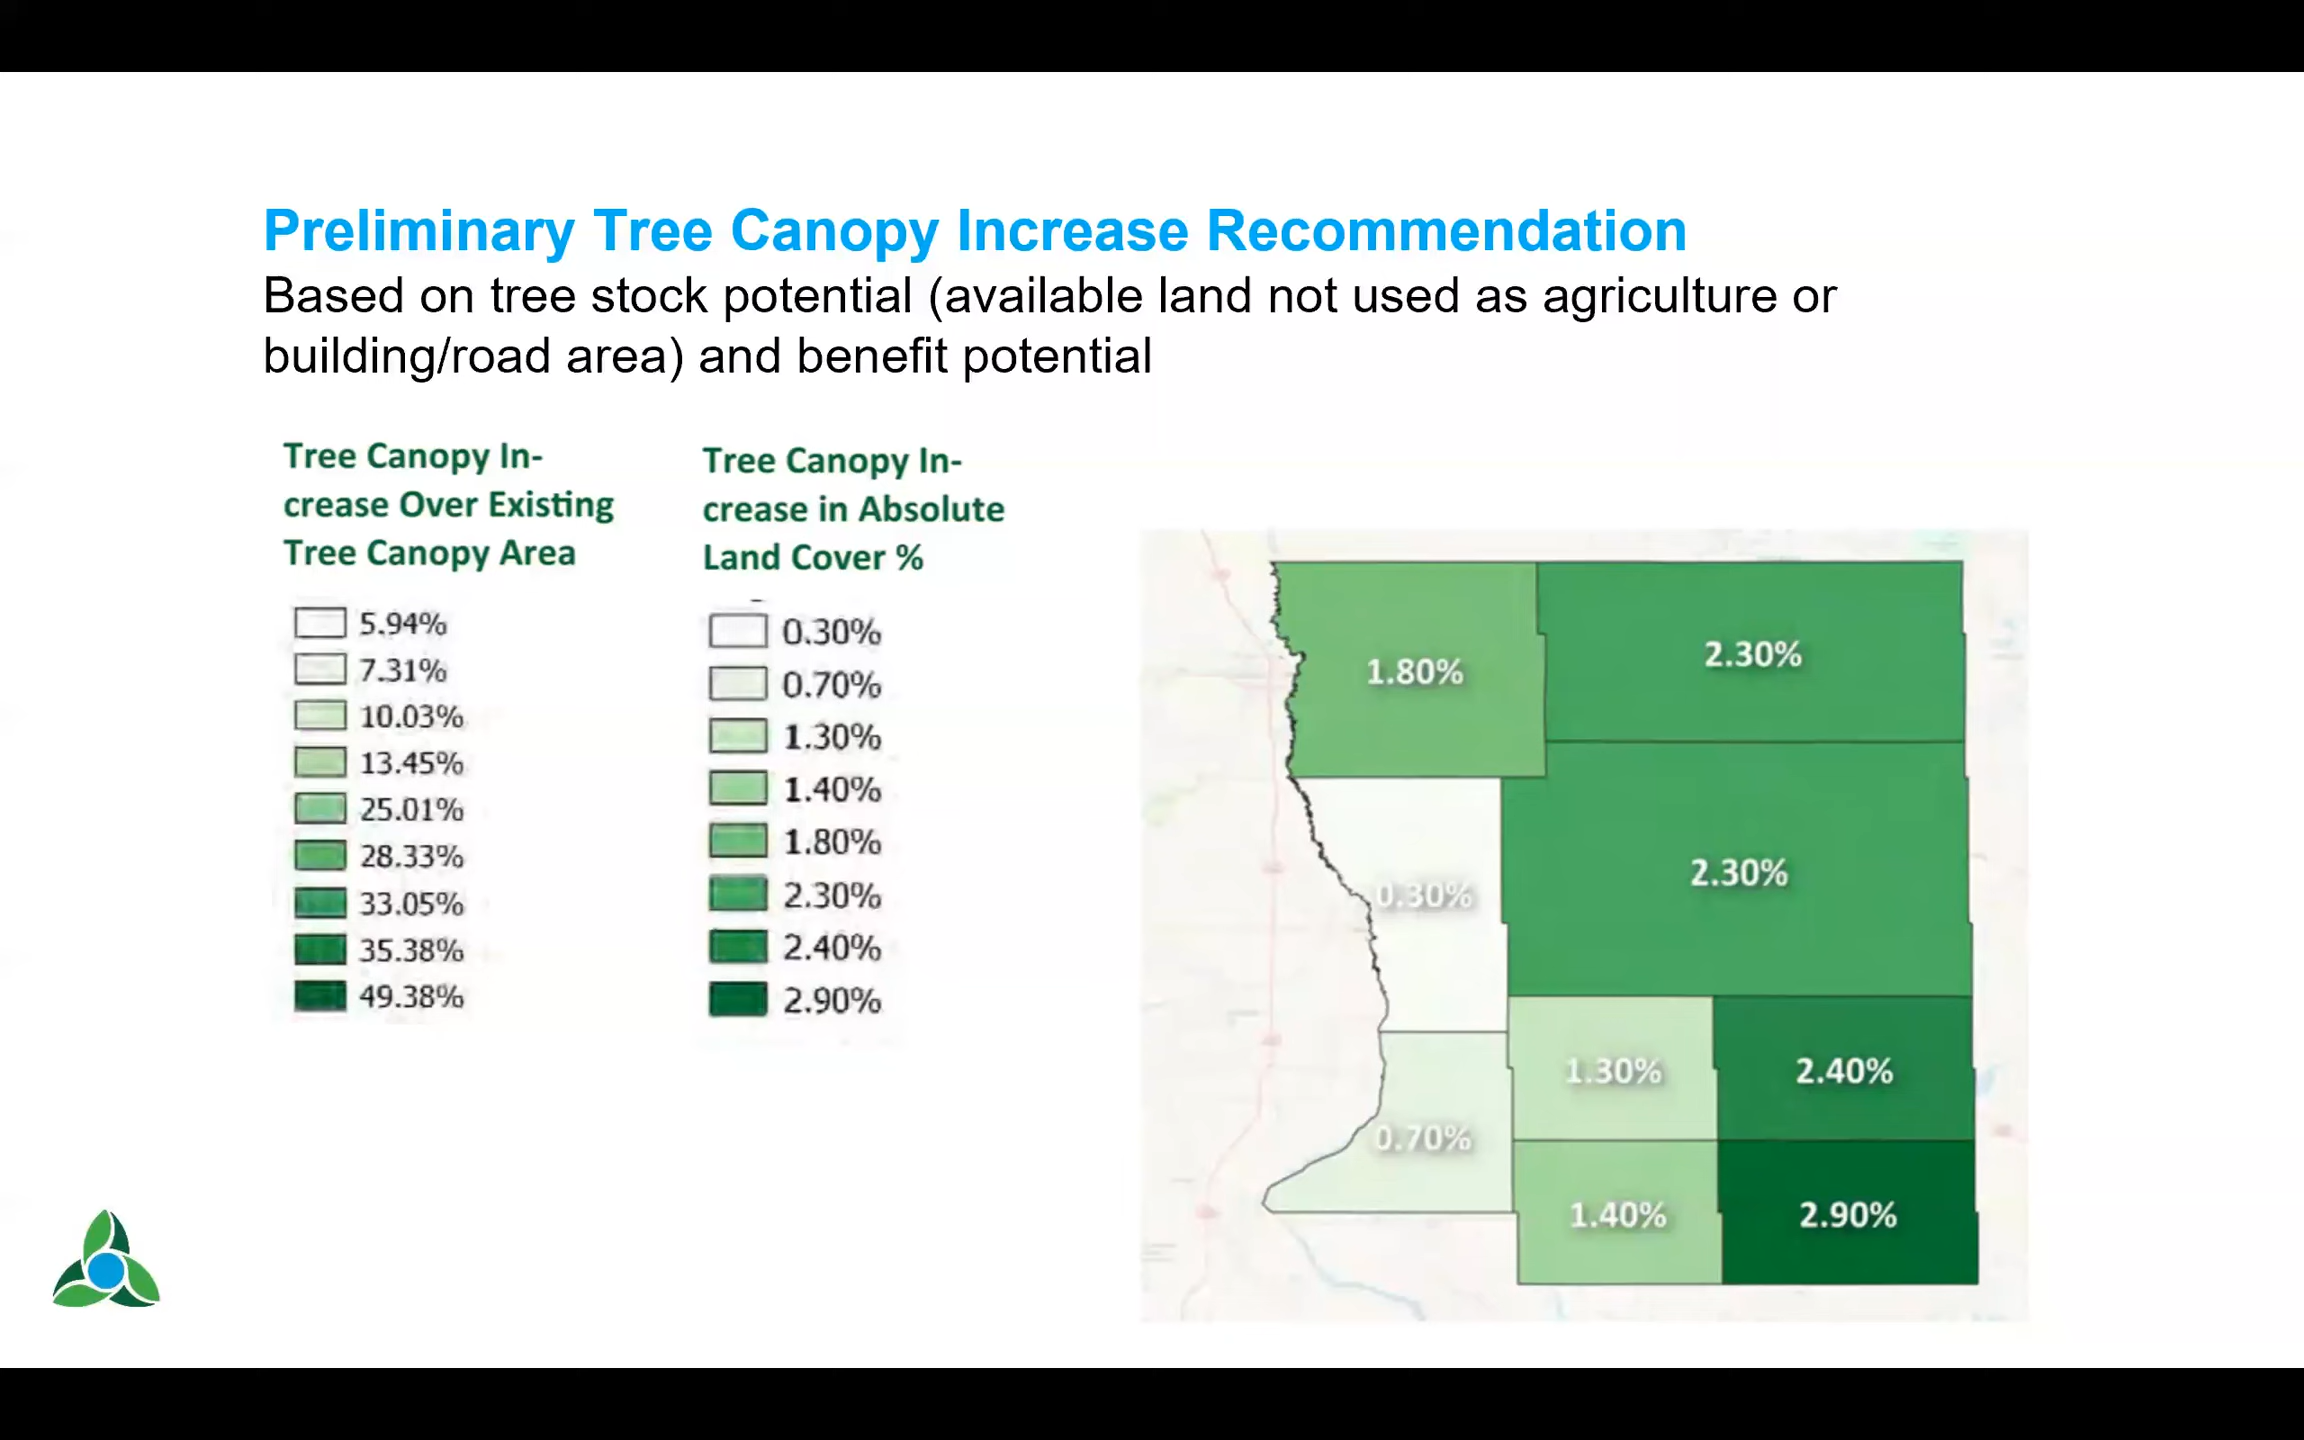 Preliminary Tree Canopy Increase Recommendation
Based on tree stock potential (available land not used as agriculture or
building/road area) and benefit potential
Tree Canopy In-
crease Over Existing
Tree Canopy Area
5.94%
7.31%
10.03%
13.45%
25.01%
28.33%
33.05%
35.38%
49.38%
Tree Canopy In-
crease in Absolute
Land Cover %
0.30%
0.70%
1.30%
1.40%
1.80%
2.30%
2.40%
2.90%
1.80%
2.30%
0.30%
2.30%
1.30%
2.40%
0.70%
1.40%
2.90%